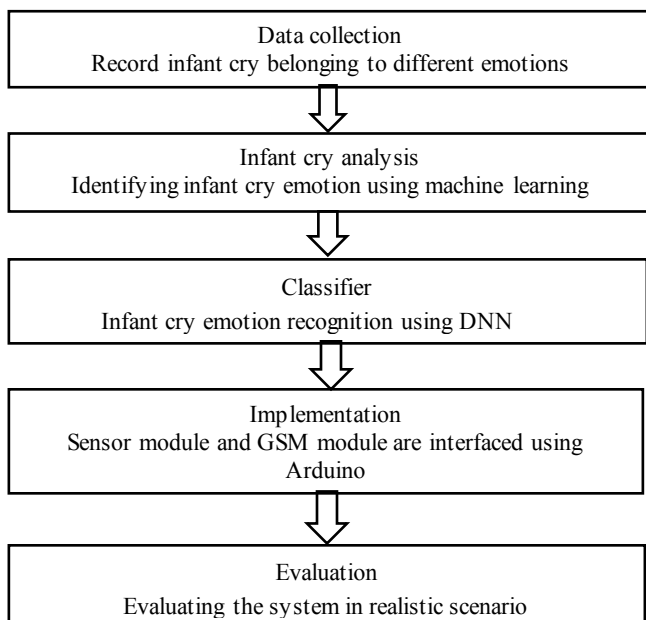 Data collection
Record infant cry belonging to different emotions
Infant cry analysis
Identifying infant cry emotion using machine learning
Classifier
Infant cry emotion recognition using DNN
Implementation
Sensor module and GSM module are interfaced using
Arduino
Evaluation
Evaluating the system in realistic scenario